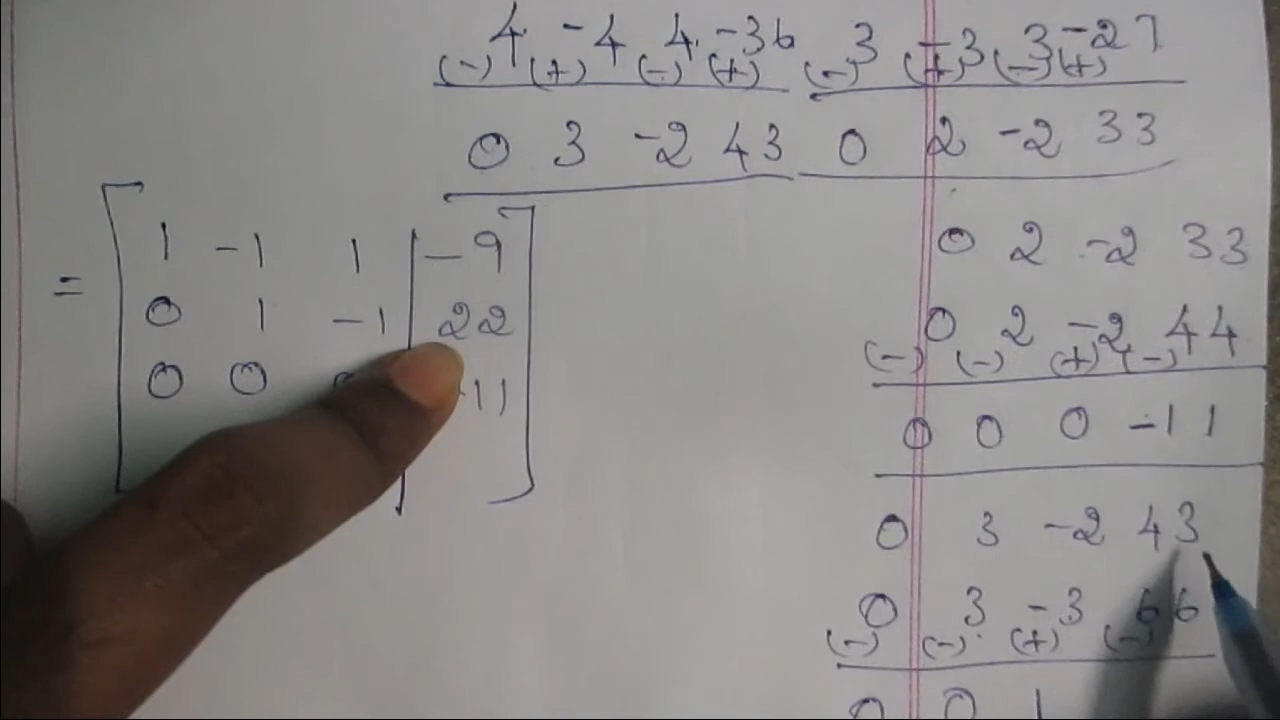 4 -4 4 -36 3 -3 3 -27
(-) (+) (-) (+) (-) (+) (-) (+)
0 3 -2 43 0 2 -2 33
= 1 -1 1 | -9
0 1 -1 | 22
0 0 11
0 2 -2 33
0 2 -2 44
(-) (-) (+) (-)
0 0 0 -11
0 3 -2 43
0 3 -3 66
(-) (-) (+) (-)
0 0 1